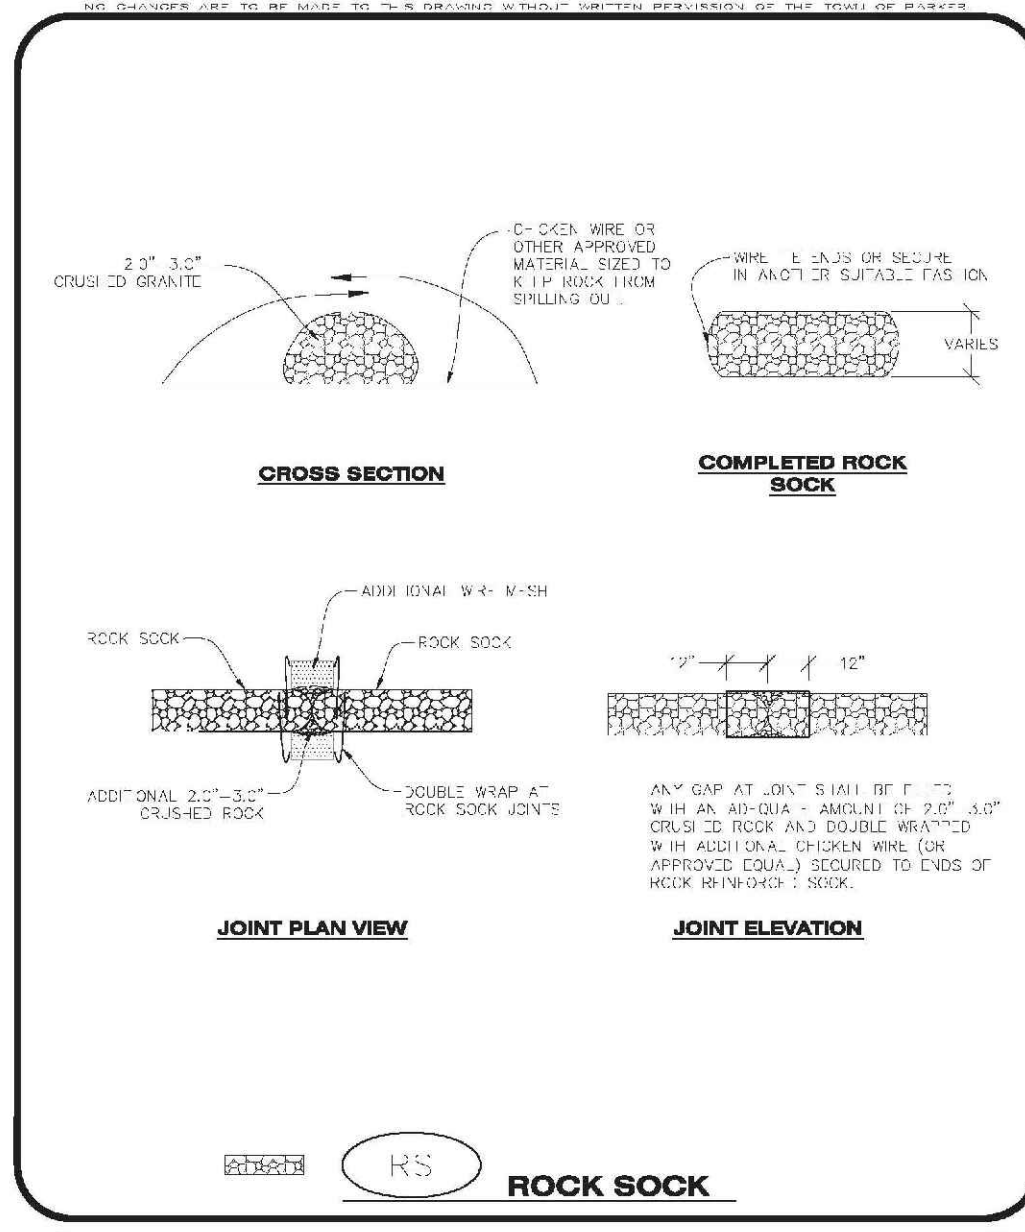 NO CHANGES ARE TO BE MADE TO THIS DRAWING WITHOUT WRITTEN PERMISSION OF THE TOWN OF PARKER
2.0" 3.0"
CRUSHED GRANITE
CHICKEN WIRE OR
OTHER APPROVED
MATERIAL SIZED TO
KEEP ROCK FROM
SPILLING OUT.
WIRE TIE ENDS OR SECURE
IN ANOTHER SUITABLE FASHION
VARIES
CROSS SECTION
COMPLETED ROCK
SOCK
ADDITIONAL WIRE MESH
ROCK SOCK
ROCK SOCK
ADDITIONAL 2.0"–3.0"
CRUSHED ROCK
DOUBLE WRAP AT
ROCK SOCK JOINTS
12"
12"
ANY GAP AT JOINT SHALL BE FILLED
WITH AN ADEQUATE AMOUNT OF 2.0" 3.0"
CRUSHED ROCK AND DOUBLE WRAPPED
WITH ADDITIONAL CHICKEN WIRE (OR
APPROVED EQUAL) SECURED TO ENDS OF
ROCK REINFORCED SOCK.
JOINT PLAN VIEW
JOINT ELEVATION
RS
ROCK SOCK